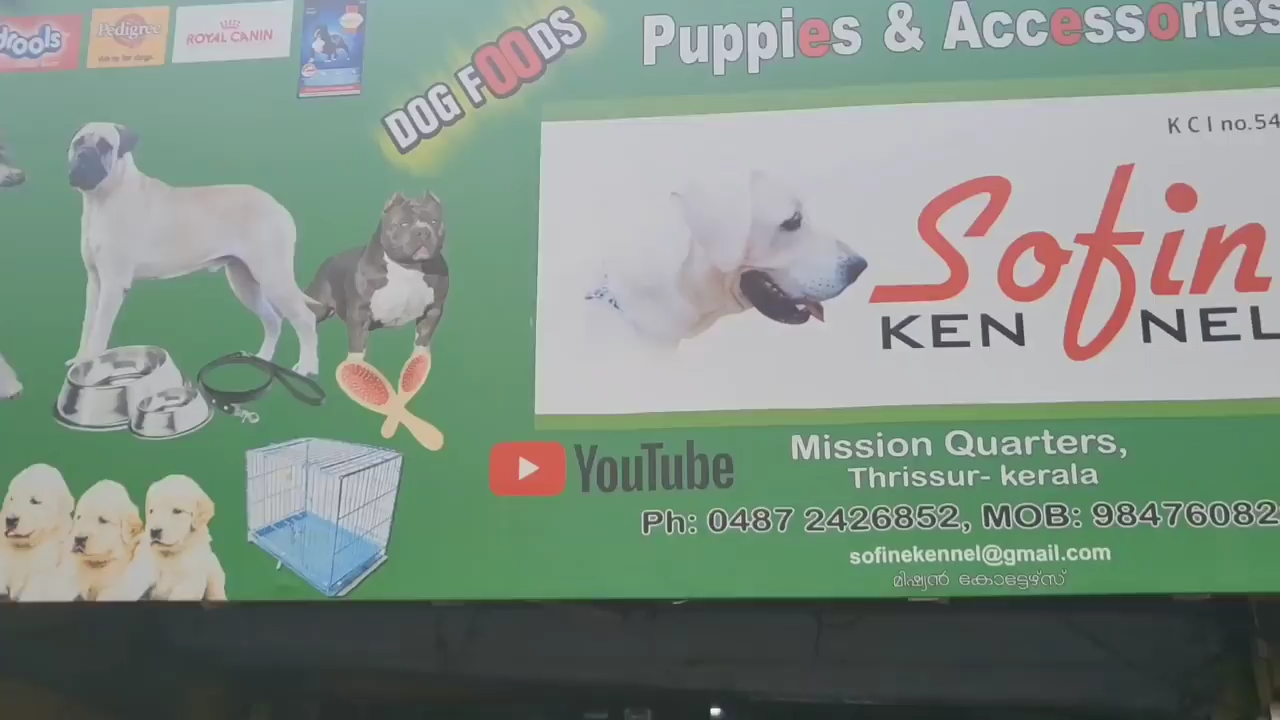 drools
Pedigree
ROYAL CANIN
DOG FOODS
Puppies & Accessories
K C I no.54
Sofin
KEN NEL
YouTube
Mission Quarters,
Thrissur- kerala
Ph: 0487 2426852, MOB: 98476082
sofinekennel@gmail.com
മിഷ്യൻ കോട്ടേഴ്സ്